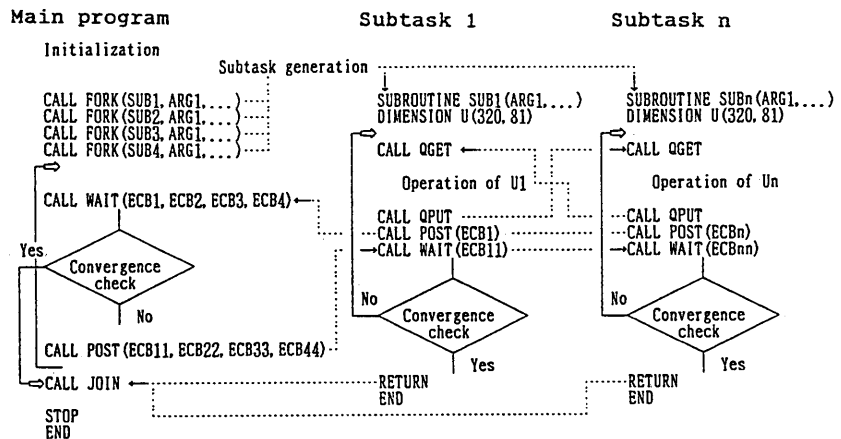 Main program
Initialization
Subtask generation
CALL FORK(SUB1, ARG1,....)
CALL FORK(SUB2, ARG1,....)
CALL FORK(SUB3, ARG1,....)
CALL FORK(SUB4, ARG1,....)
CALL WAIT(ECB1, ECB2, ECB3, ECB4)
Yes
Convergence
check
No
CALL POST(ECB11, ECB22, ECB33, ECB44)
CALL JOIN
STOP
END
Subtask 1
SUBROUTINE SUB1(ARG1,....)
DIMENSION U(320, 81)
CALL QGET
Operation of U1
CALL QPUT
CALL POST(ECB1)
CALL WAIT(ECB11)
No
Convergence
check
Yes
RETURN
END
Subtask n
SUBROUTINE SUBn(ARG1,....)
DIMENSION U(320, 81)
CALL QGET
Operation of Un
CALL QPUT
CALL POST(ECBn)
CALL WAIT(ECBnn)
No
Convergence
check
Yes
RETURN
END